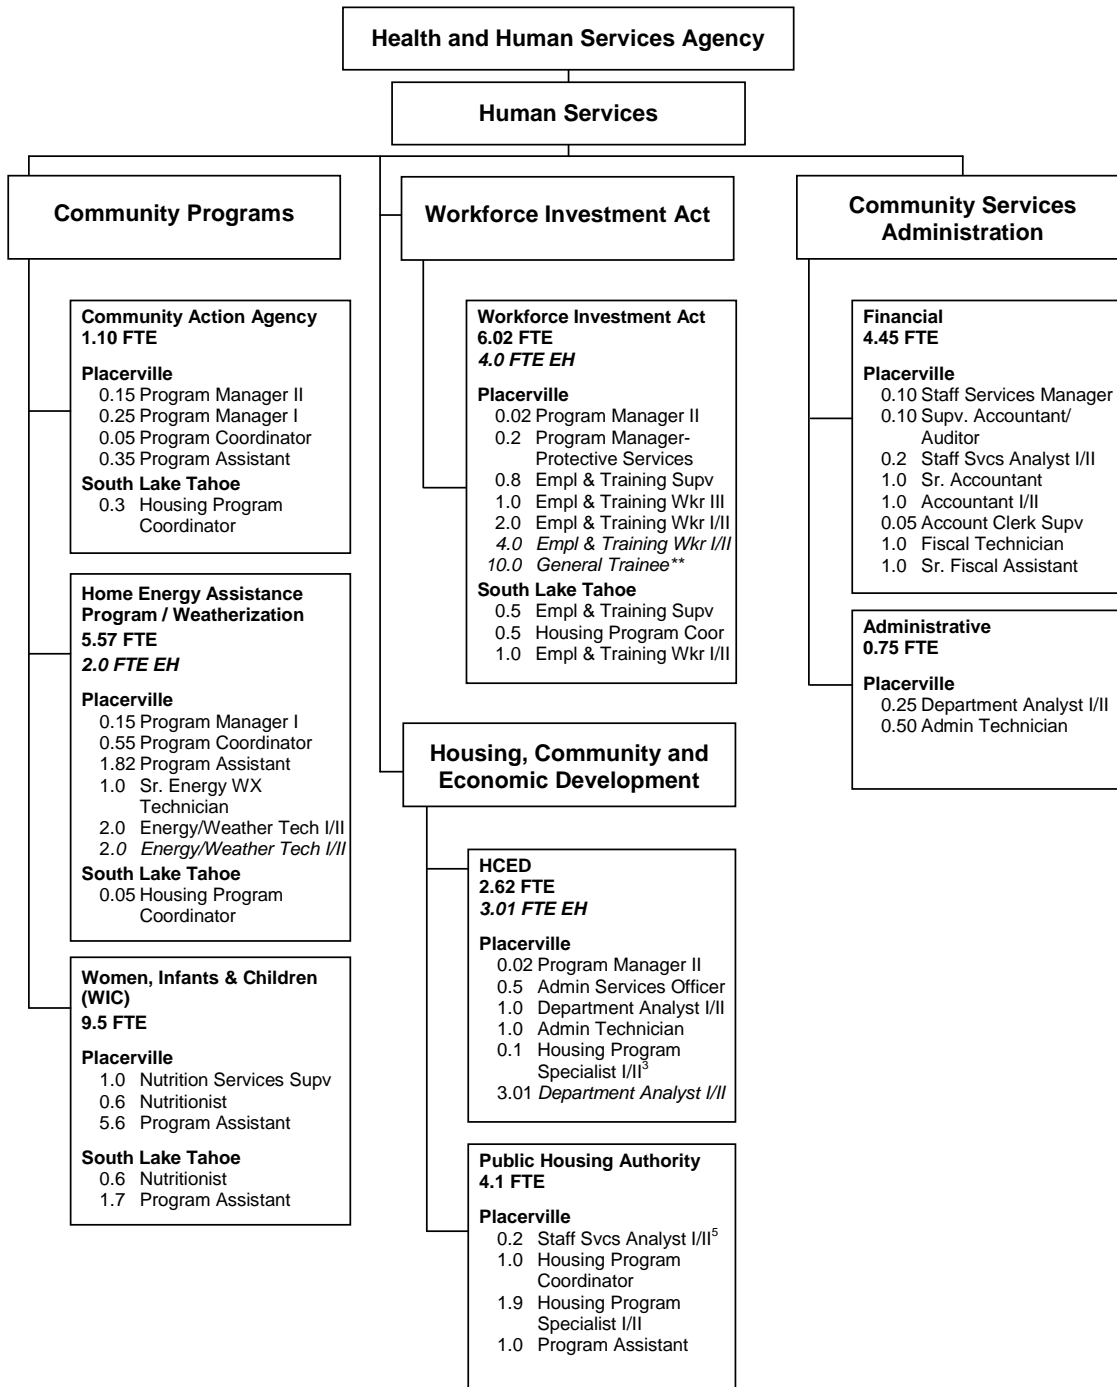 Health and Human Services Agency
Human Services
Community Programs
Community Action Agency
1.10 FTE
Placerville
0.15 Program Manager II
0.25 Program Manager I
0.05 Program Coordinator
0.35 Program Assistant
South Lake Tahoe
0.3 Housing Program
Coordinator
Home Energy Assistance
Program / Weatherization
5.57 FTE
2.0 FTE EH
Placerville
0.15 Program Manager I
0.55 Program Coordinator
1.82 Program Assistant
1.0 Sr. Energy WX
Technician
2.0 Energy/Weather Tech I/II
2.0 Energy/Weather Tech I/II
South Lake Tahoe
0.05 Housing Program
Coordinator
Women, Infants & Children
(WIC)
9.5 FTE
Placerville
1.0 Nutrition Services Supv
0.6 Nutritionist
5.6 Program Assistant
South Lake Tahoe
0.6 Nutritionist
1.7 Program Assistant
Workforce Investment Act
Workforce Investment Act
6.02 FTE
4.0 FTE EH
Placerville
0.02 Program Manager II
0.2 Program Manager-
Protective Services
0.8 Empl & Training Supv
1.0 Empl & Training Wkr III
2.0 Empl & Training Wkr I/II
4.0 Empl & Training Wkr I/II
10.0 General Trainee**
South Lake Tahoe
0.5 Empl & Training Supv
0.5 Housing Program Coor
1.0 Empl & Training Wkr I/II
Housing, Community and
Economic Development
HCED
2.62 FTE
3.01 FTE EH
Placerville
0.02 Program Manager II
0.5 Admin Services Officer
1.0 Department Analyst I/II
1.0 Admin Technician
0.1 Housing Program
Specialist I/II³
3.01 Department Analyst I/II
Public Housing Authority
4.1 FTE
Placerville
0.2 Staff Svcs Analyst I/II⁵
1.0 Housing Program
Coordinator
1.9 Housing Program
Specialist I/II
1.0 Program Assistant
Community Services
Administration
Financial
4.45 FTE
Placerville
0.10 Staff Services Manager
0.10 Supv. Accountant/
Auditor
0.2 Staff Svcs Analyst I/II
1.0 Sr. Accountant
1.0 Accountant I/II
0.05 Account Clerk Supv
1.0 Fiscal Technician
1.0 Sr. Fiscal Assistant
Administrative
0.75 FTE
Placerville
0.25 Department Analyst I/II
0.50 Admin Technician